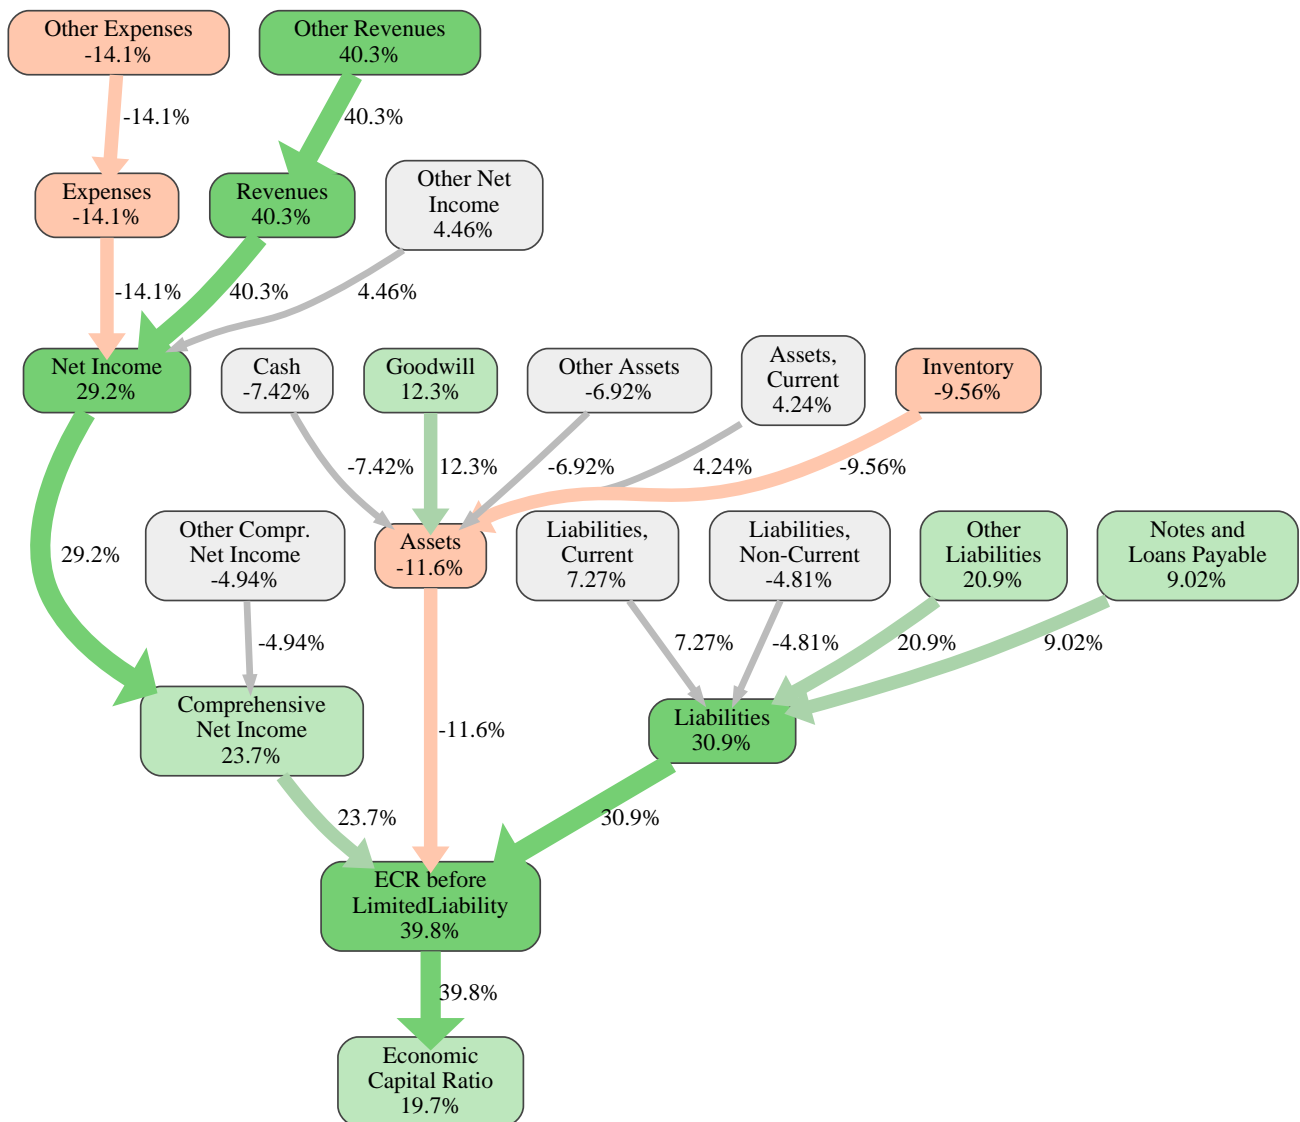 Other Expenses
-14.1%
Other Revenues
40.3%
-14.1%
40.3%
Expenses
-14.1%
Revenues
40.3%
Other Net
Income
4.46%
-14.1%
40.3%
4.46%
Net Income
29.2%
Cash
-7.42%
Goodwill
12.3%
Other Assets
-6.92%
Assets,
Current
4.24%
Inventory
-9.56%
-7.42%
12.3%
-6.92%
4.24%
-9.56%
29.2%
Other Compr.
Net Income
-4.94%
Assets
-11.6%
Liabilities,
Current
7.27%
Liabilities,
Non-Current
-4.81%
Other
Liabilities
20.9%
Notes and
Loans Payable
9.02%
-4.94%
7.27%
-4.81%
20.9%
9.02%
Comprehensive
Net Income
23.7%
-11.6%
Liabilities
30.9%
23.7%
30.9%
ECR before
LimitedLiability
39.8%
39.8%
Economic
Capital Ratio
19.7%